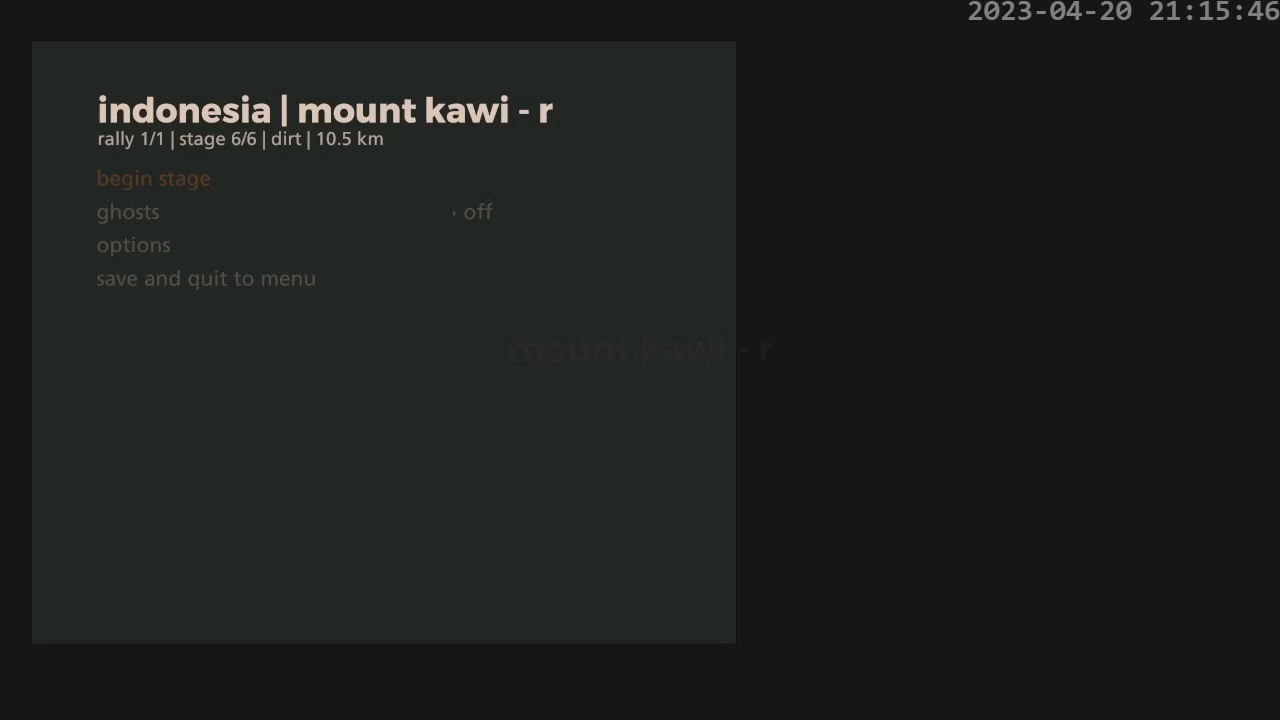 2023-04-20 21:15:46
indonesia | mount kawi - r
rally 1/1 | stage 6/6 | dirt | 10.5 km
begin stage
ghosts › off
options
save and quit to menu
mount kawi - r